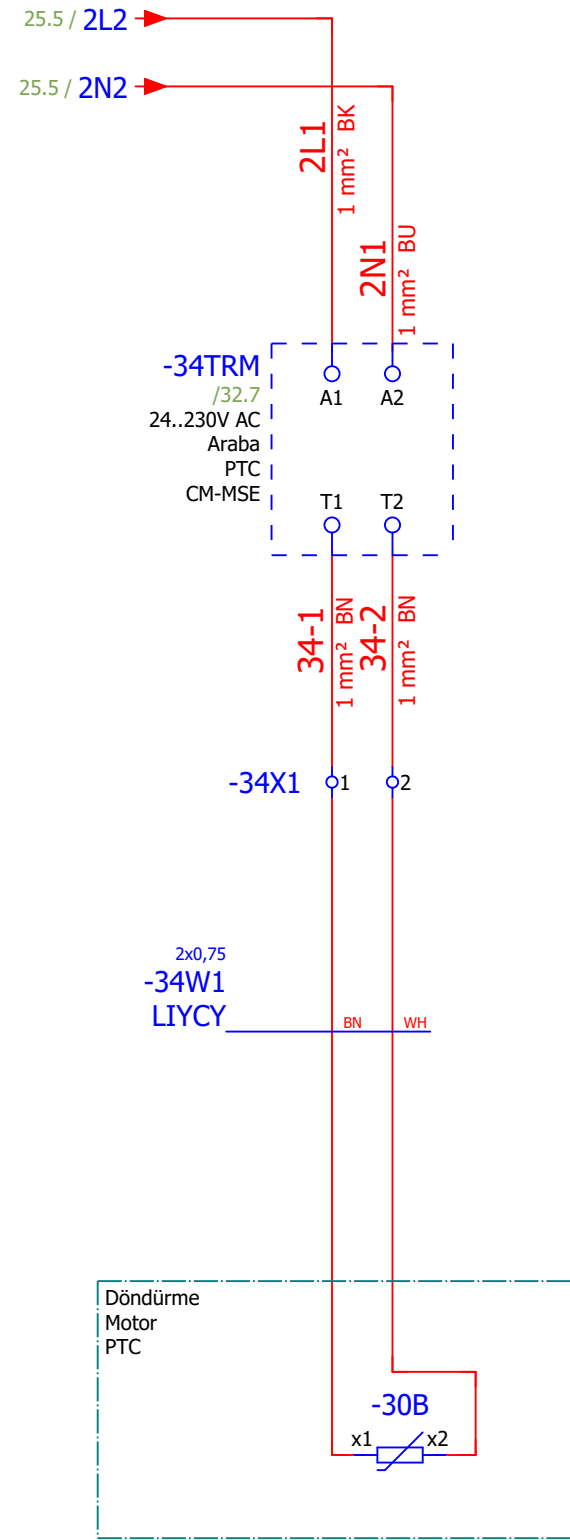 25.5 / 2L2
25.5 / 2N2
2L1
1 mm² BK
2N1
1 mm² BU
-34TRM
/32.7
24..230V AC
Araba
PTC
CM-MSE
A1 A2
T1 T2
34-1
1 mm² BN
34-2
1 mm² BN
-34X1 1 2
2x0,75
-34W1
LIYCY
BN WH
Döndürme
Motor
PTC
-30B
x1 x2